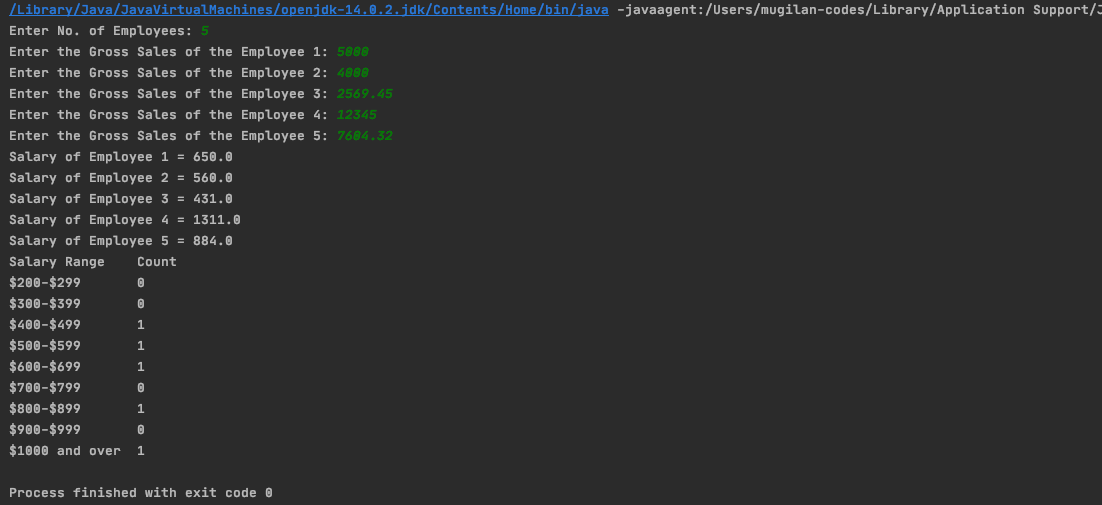 /Library/Java/JavaVirtualMachines/openjdk-14.0.2.jdk/Contents/Home/bin/java -javaagent:/Users/mugilan-codes/Library/Application Support/J
Enter No. of Employees: 5
Enter the Gross Sales of the Employee 1: 5000
Enter the Gross Sales of the Employee 2: 4000
Enter the Gross Sales of the Employee 3: 2569.45
Enter the Gross Sales of the Employee 4: 12345
Enter the Gross Sales of the Employee 5: 7604.32
Salary of Employee 1 = 650.0
Salary of Employee 2 = 560.0
Salary of Employee 3 = 431.0
Salary of Employee 4 = 1311.0
Salary of Employee 5 = 884.0
Salary Range    Count
$200-$299       0
$300-$399       0
$400-$499       1
$500-$599       1
$600-$699       1
$700-$799       0
$800-$899       1
$900-$999       0
$1000 and over  1
Process finished with exit code 0